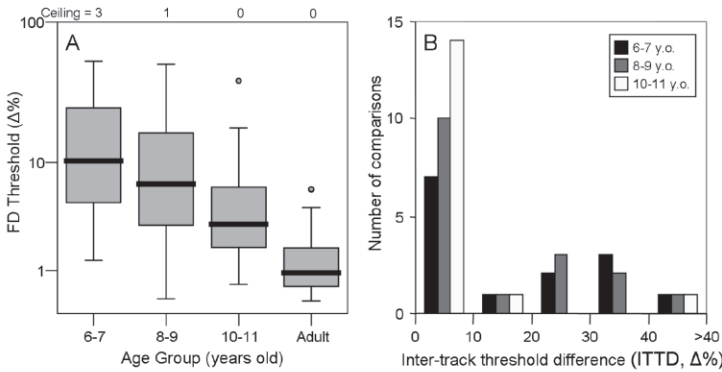 Ceiling = 3 1 0 0
100
A
10
1
FD Threshold (Δ%)
6-7 8-9 10-11 Adult
Age Group (years old)
B
6-7 y.o.
8-9 y.o.
10-11 y.o.
15
10
5
0
Number of comparisons
0 10 20 30 40 >40
Inter-track threshold difference (ITTD, Δ%)